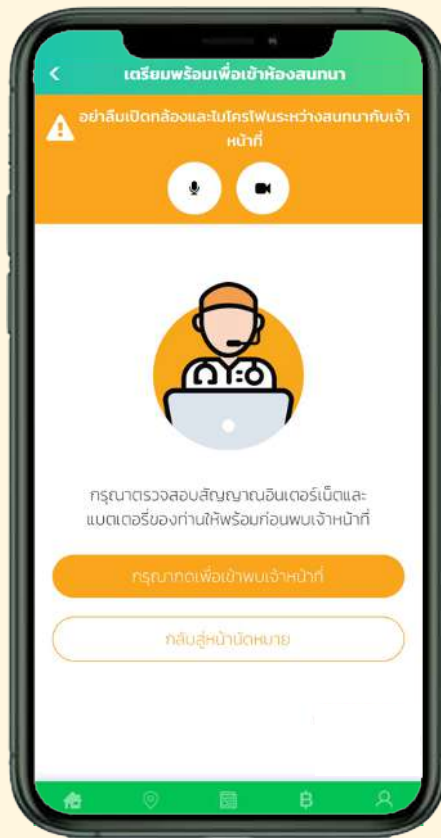 เตรียมพร้อมเพื่อเข้าห้องสนทนา
อย่าลืมเปิดกล้องและไมโครโฟนระหว่างสนทนากับเจ้า
หน้าที่
กรุณาตรวจสอบสัญญาณอินเตอร์เน็ตและ
แบตเตอรี่ของท่านให้พร้อมก่อนพบเจ้าหน้าที่
กรุณากดเพื่อเข้าพบเจ้าหน้าที่
กลับสู่หน้านัดหมาย